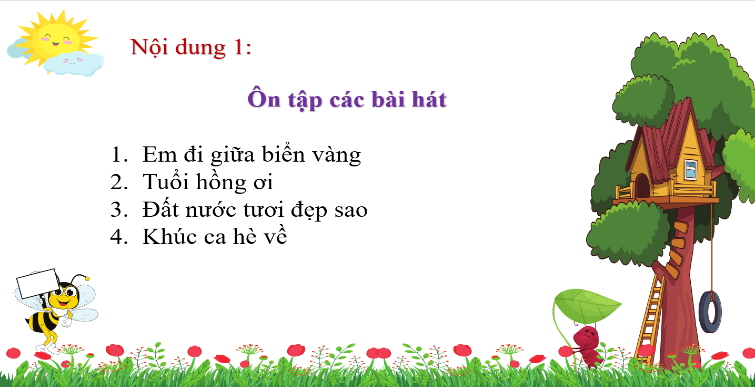 Nội dung 1:
Ôn tập các bài hát
1. Em đi giữa biển vàng
2. Tuổi hồng ơi
3. Đất nước tươi đẹp sao
4. Khúc ca hè về